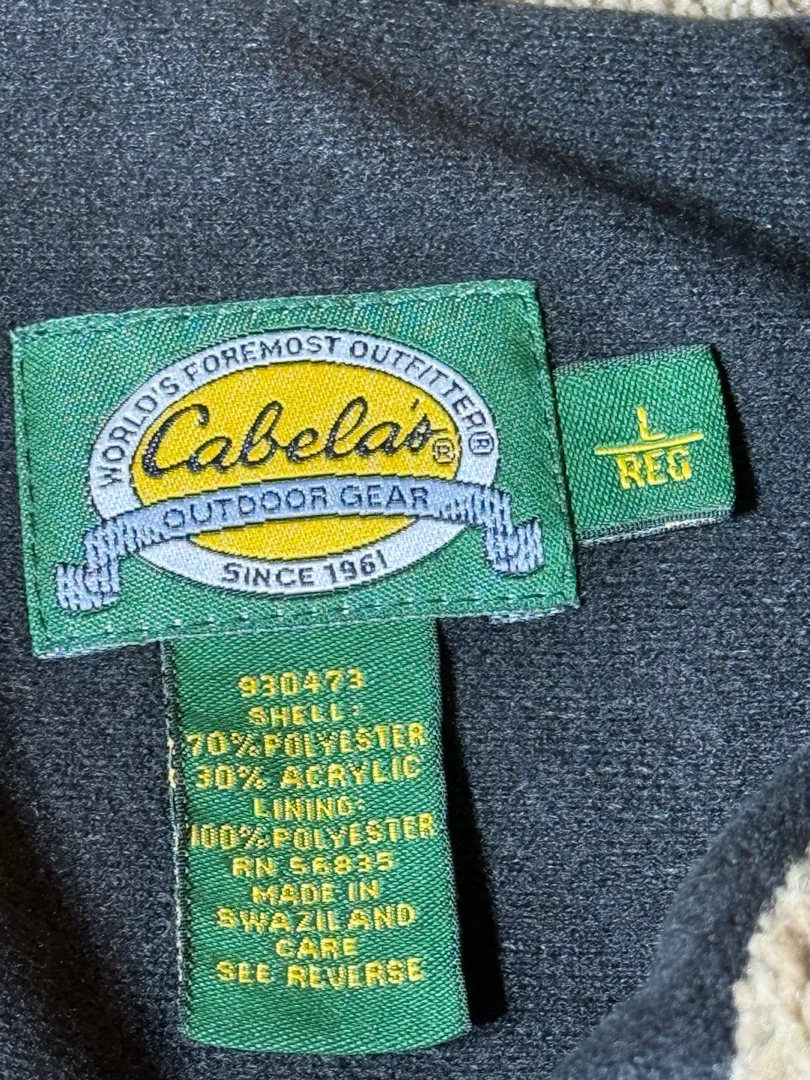 WORLD'S FOREMOST OUTFITTER®
Cabela's®
OUTDOOR GEAR
SINCE 1961
L
REG
930473
SHELL:
70% POLYESTER
30% ACRYLIC
LINING:
100% POLYESTER
RN 56835
MADE IN
SWAZILAND
CARE
SEE REVERSE